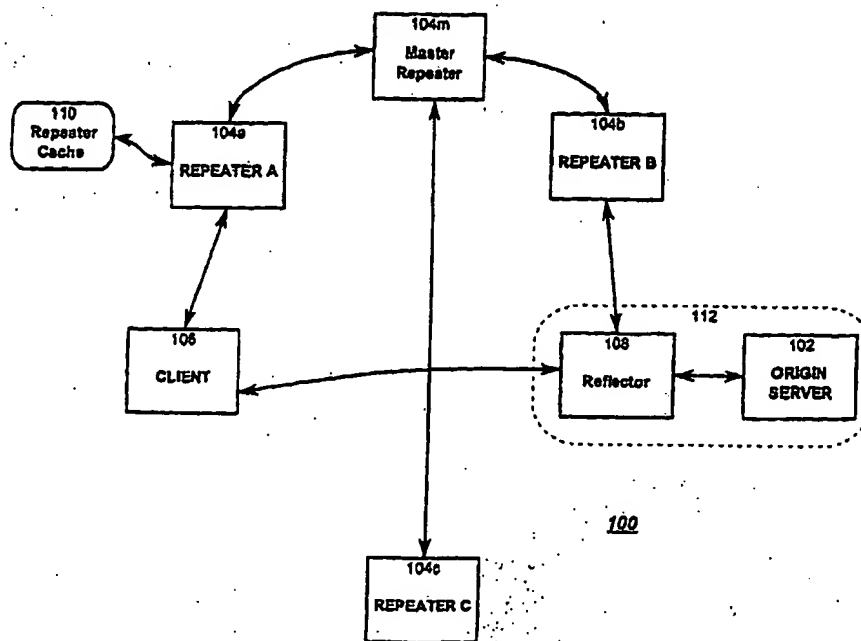 104m
Master
Repeater
110
Repeater
Cache
104a
REPEATER A
104b
REPEATER B
106
CLIENT
112
108
Reflector
102
ORIGIN
SERVER
100
104c
REPEATER C